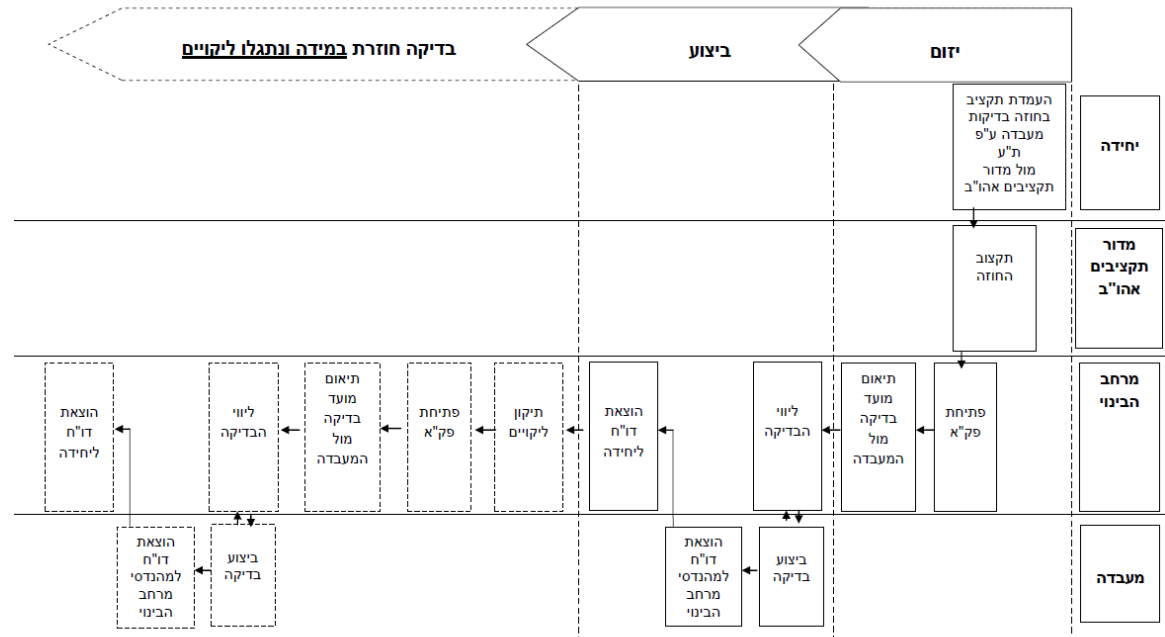 יזום
ביצוע
בדיקה חוזרת במידה ונתגלו ליקויים
יחידה
העמדת תקציב
בחוזה בדיקות
מעבדה ע"פ
ת"ע
מול מדור
תקציבים אהו"ב
מדור
תקציבים
אהו"ב
תקצוב
החוזה
מרחב
הבינוי
פתיחת
פק"א
תיאום
מועד
בדיקה
מול
המעבדה
ליווי
הבדיקה
הוצאת
דו"ח
ליחידה
תיקון
ליקויים
פתיחת
פק"א
תיאום
מועד
בדיקה
מול
המעבדה
ליווי
הבדיקה
הוצאת
דו"ח
ליחידה
מעבדה
ביצוע
בדיקה
הוצאת
דו"ח
למהנדסי
מרחב
הבינוי
ביצוע
בדיקה
הוצאת
דו"ח
למהנדסי
מרחב
הבינוי